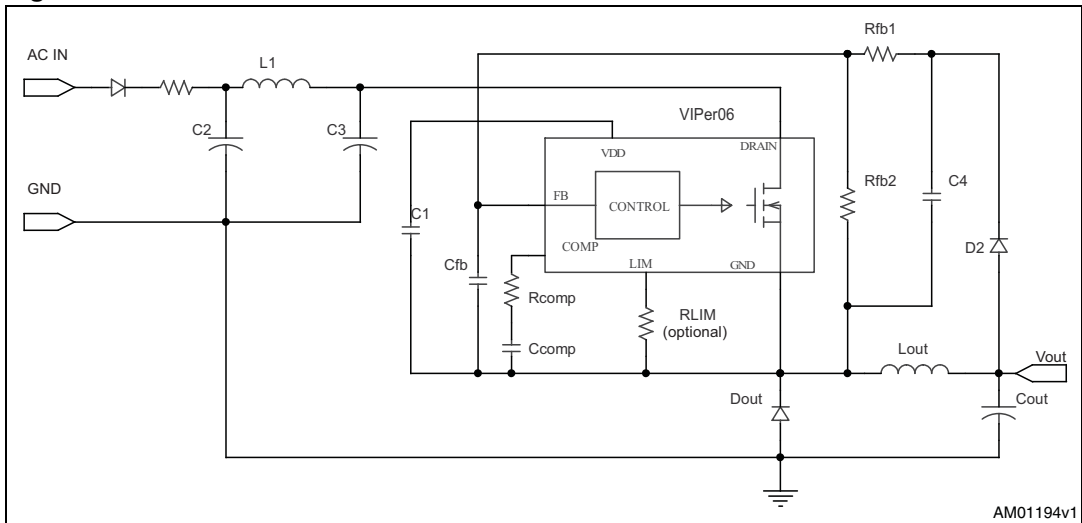 Rfb1
AC IN
L1
VIPer06
C2
C3
VDD
DRAIN
Rfb2
C4
GND
FB
CONTROL
C1
COMP
D2
Cfb
LIM
GND
Rcomp
RLIM
(optional)
Ccomp
Lout
Vout
Dout
Cout
AM01194v1